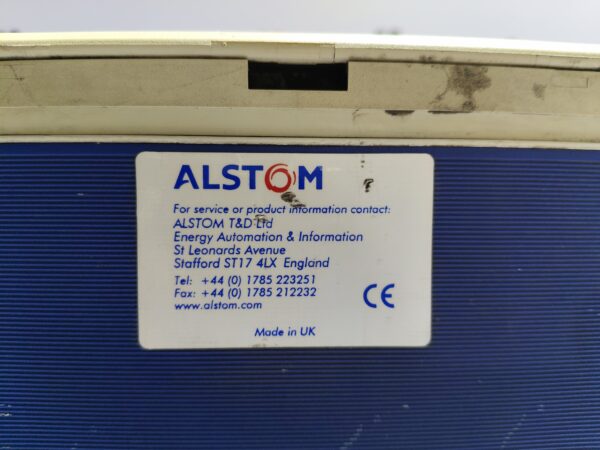 ALSTOM
For service or product information contact:
ALSTOM T&D Ltd
Energy Automation & Information
St Leonards Avenue
Stafford ST17 4LX England
Tel: +44 (0) 1785 223251
Fax: +44 (0) 1785 212232
www.alstom.com
CE
Made in UK